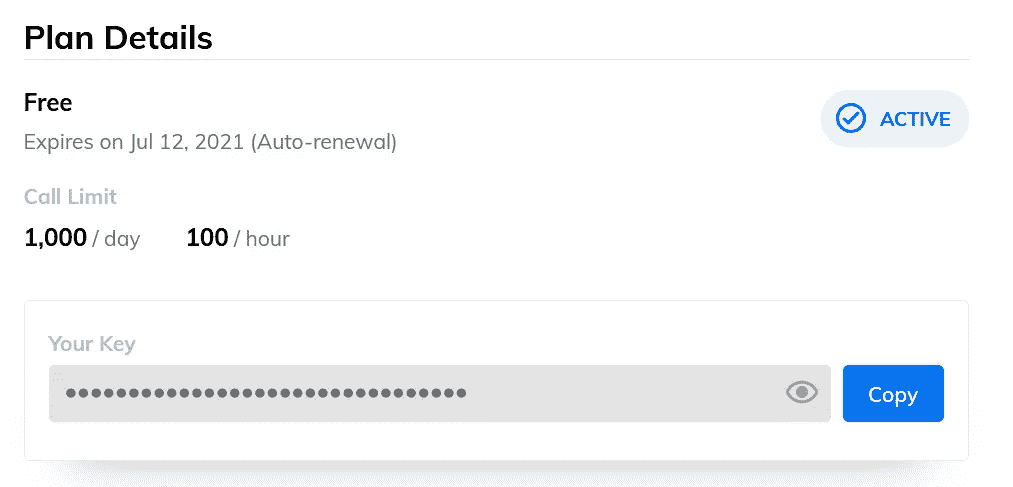 Plan Details
Free
ACTIVE
Expires on Jul 12, 2021 (Auto-renewal)
Call Limit
1,000 / day 100 / hour
Your Key
••••••••••••••••••••••••••••••••
Copy